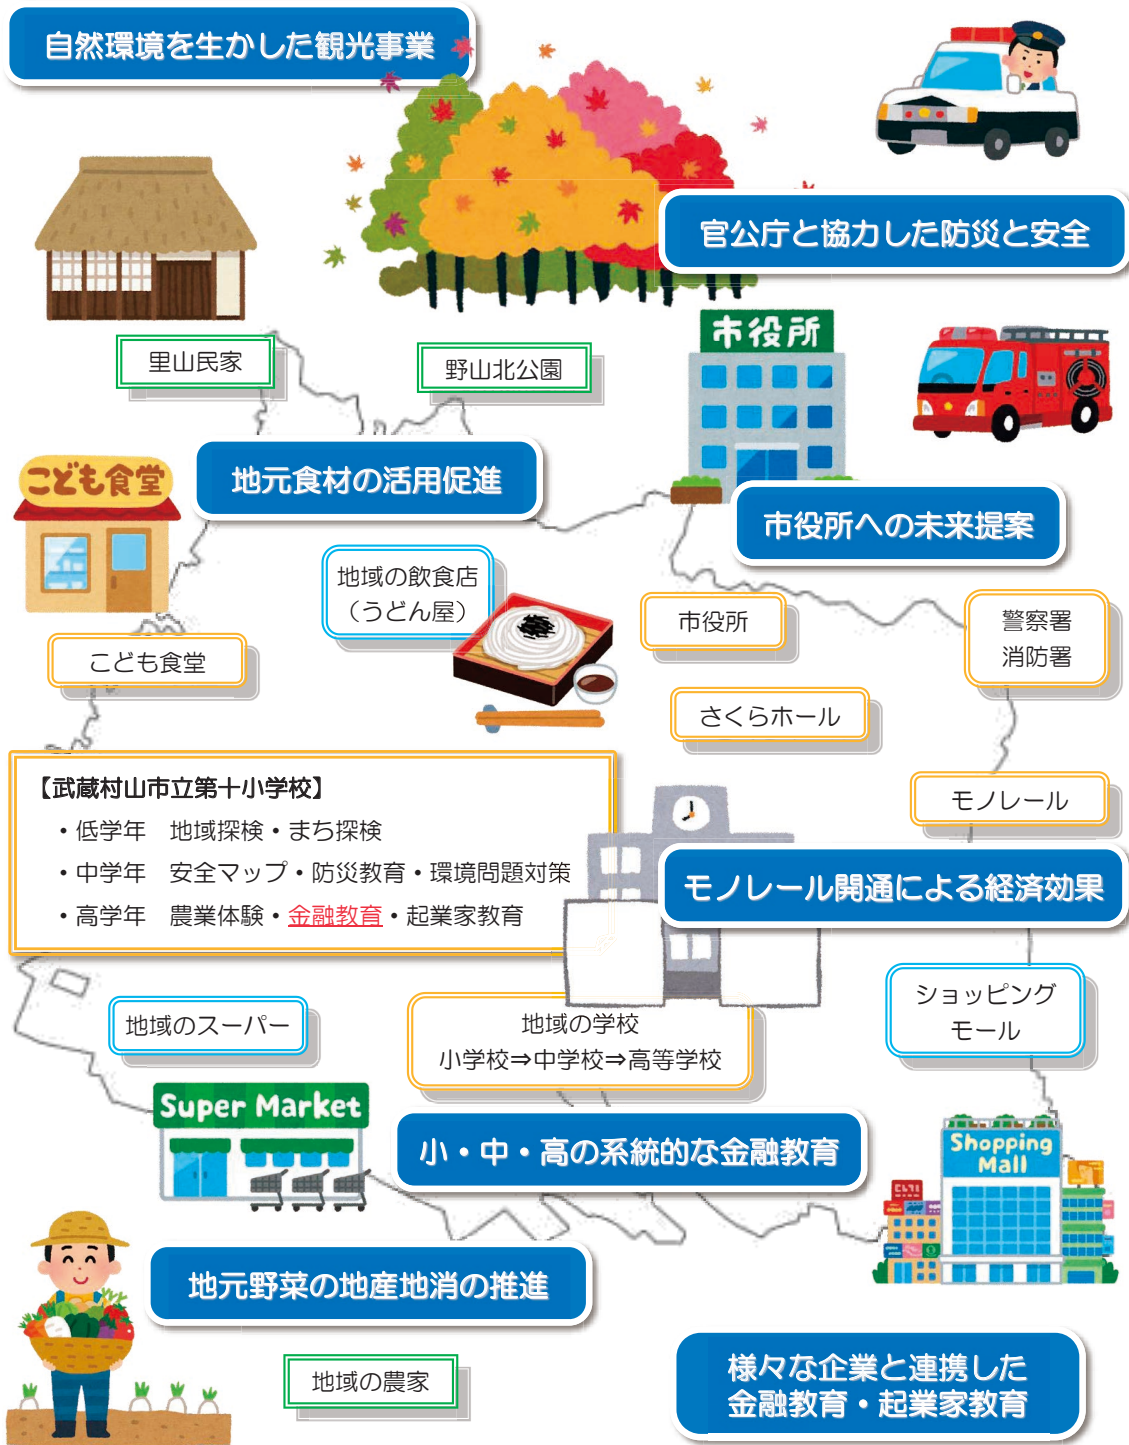 自然環境を生かした観光事業
官公庁と協力した防災と安全
市役所
里山民家
野山北公園
こども食堂
地元食材の活用促進
市役所への未来提案
地域の飲食店
（うどん屋）
市役所
警察署
消防署
こども食堂
さくらホール
【武蔵村山市立第十小学校】
・低学年　地域探検・まち探検
・中学年　安全マップ・防災教育・環境問題対策
・高学年　農業体験・金融教育・起業家教育
モノレール
モノレール開通による経済効果
地域のスーパー
地域の学校
小学校⇒中学校⇒高等学校
ショッピング
モール
Super Market
小・中・高の系統的な金融教育
Shopping
Mall
地元野菜の地産地消の推進
地域の農家
様々な企業と連携した
金融教育・起業家教育